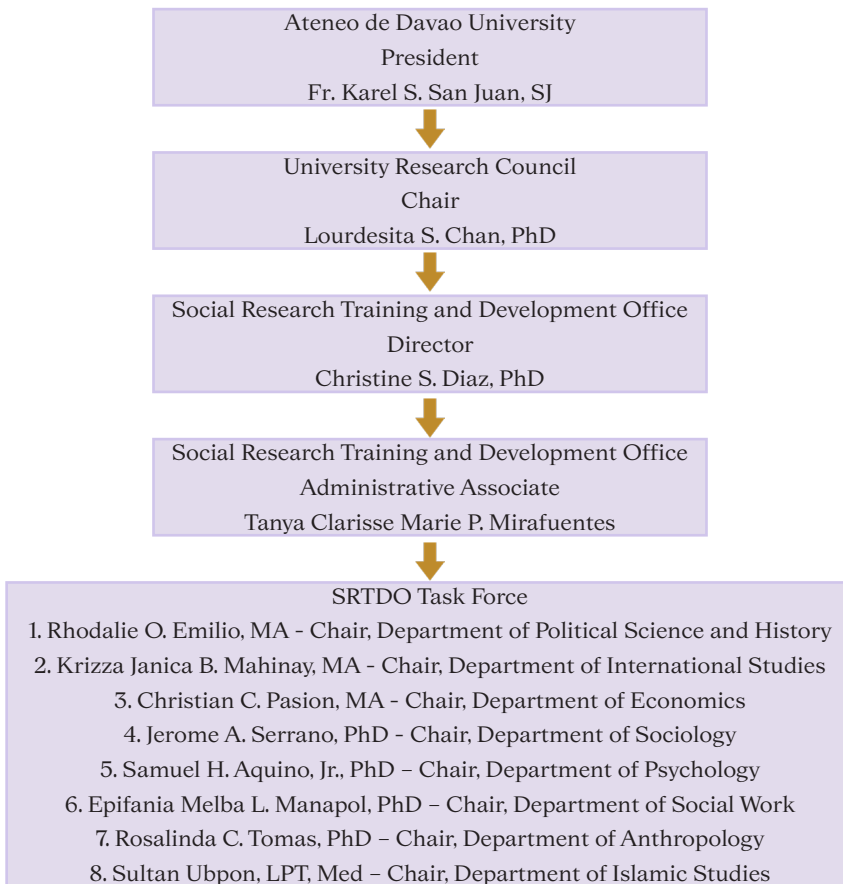 Ateneo de Davao University
President
Fr. Karel S. San Juan, SJ
University Research Council
Chair
Lourdesita S. Chan, PhD
Social Research Training and Development Office
Director
Christine S. Diaz, PhD
Social Research Training and Development Office
Administrative Associate
Tanya Clarisse Marie P. Mirafuentes
SRTDO Task Force
1. Rhodalie O. Emilio, MA - Chair, Department of Political Science and History
2. Krizza Janica B. Mahinay, MA - Chair, Department of International Studies
3. Christian C. Pasion, MA - Chair, Department of Economics
4. Jerome A. Serrano, PhD - Chair, Department of Sociology
5. Samuel H. Aquino, Jr., PhD – Chair, Department of Psychology
6. Epifania Melba L. Manapol, PhD – Chair, Department of Social Work
7. Rosalinda C. Tomas, PhD – Chair, Department of Anthropology
8. Sultan Ubpon, LPT, Med – Chair, Department of Islamic Studies